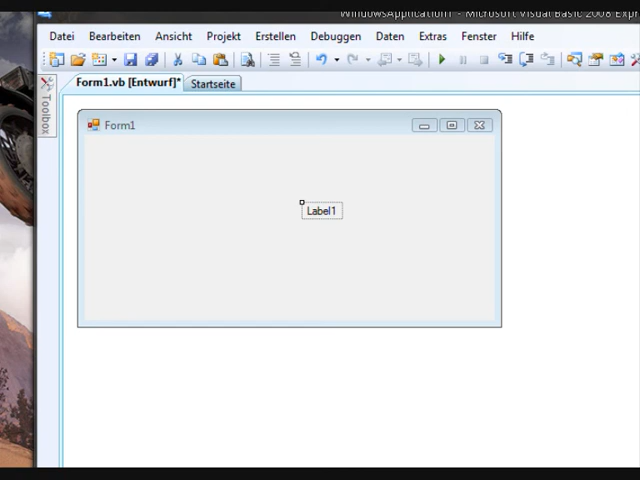 WindowsApplication1 - Microsoft Visual Basic 2008 Expr
Datei Bearbeiten Ansicht Projekt Erstellen Debuggen Daten Extras Fenster Hilfe
Form1.vb [Entwurf]* Startseite
Toolbox
Form1
Label1